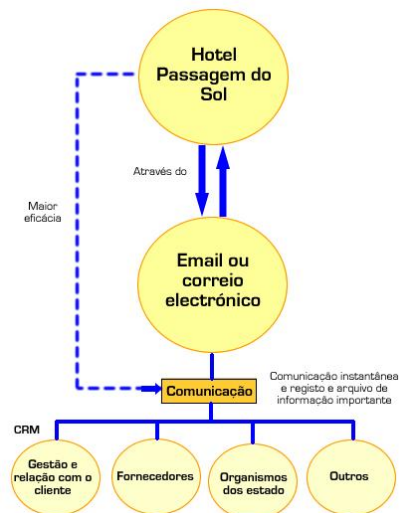 Hotel
Passagem do
Sol
Através do
Maior
eficácia
Email ou
correio
electrónico
Comunicação
Comunicação instantânea
e registo e arquivo de
informação importante
CRM
Gestão e
relação com o
cliente
Fornecedores
Organismos
dos estado
Outros